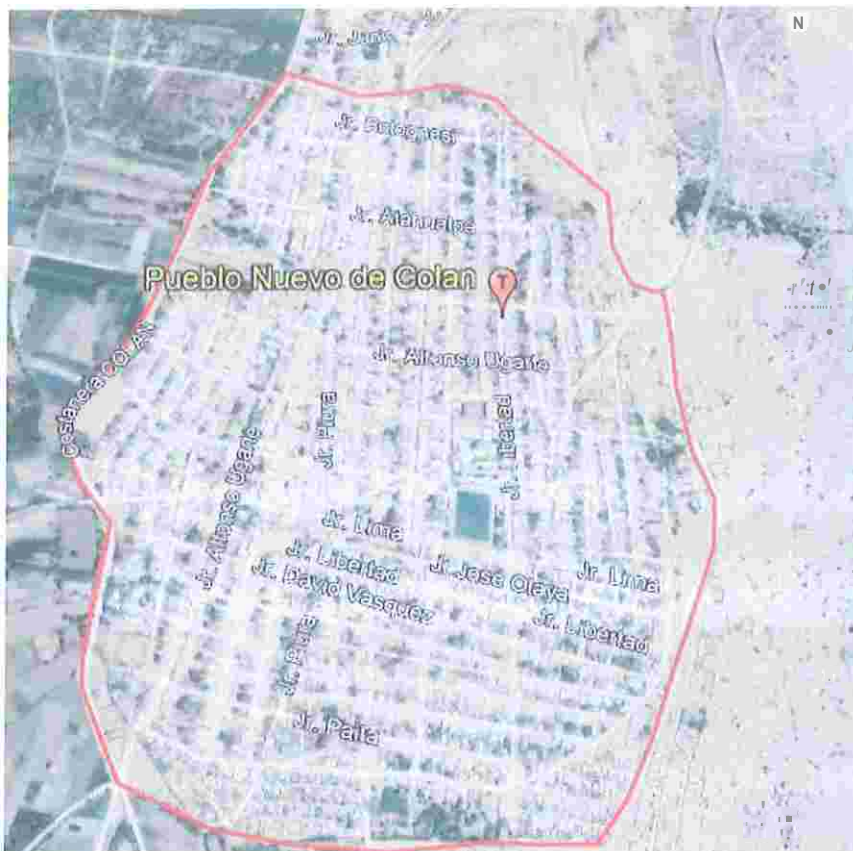 N
Jr. Junin
Jr. Bolognesi
Jr. Atahualpa
Pueblo Nuevo de Colan
Jr. Alfonso Ugarte
Costanera COLAN
Jr. Piura
Jr. Libertad
Jr. Alfonso Ugarte
Jr. Lima
Jr. Libertad
Jr. David Vasquez
Jr. Jose Olaya
Jr. Lima
Jr. Libertad
Jr. Piura
Jr. Paita